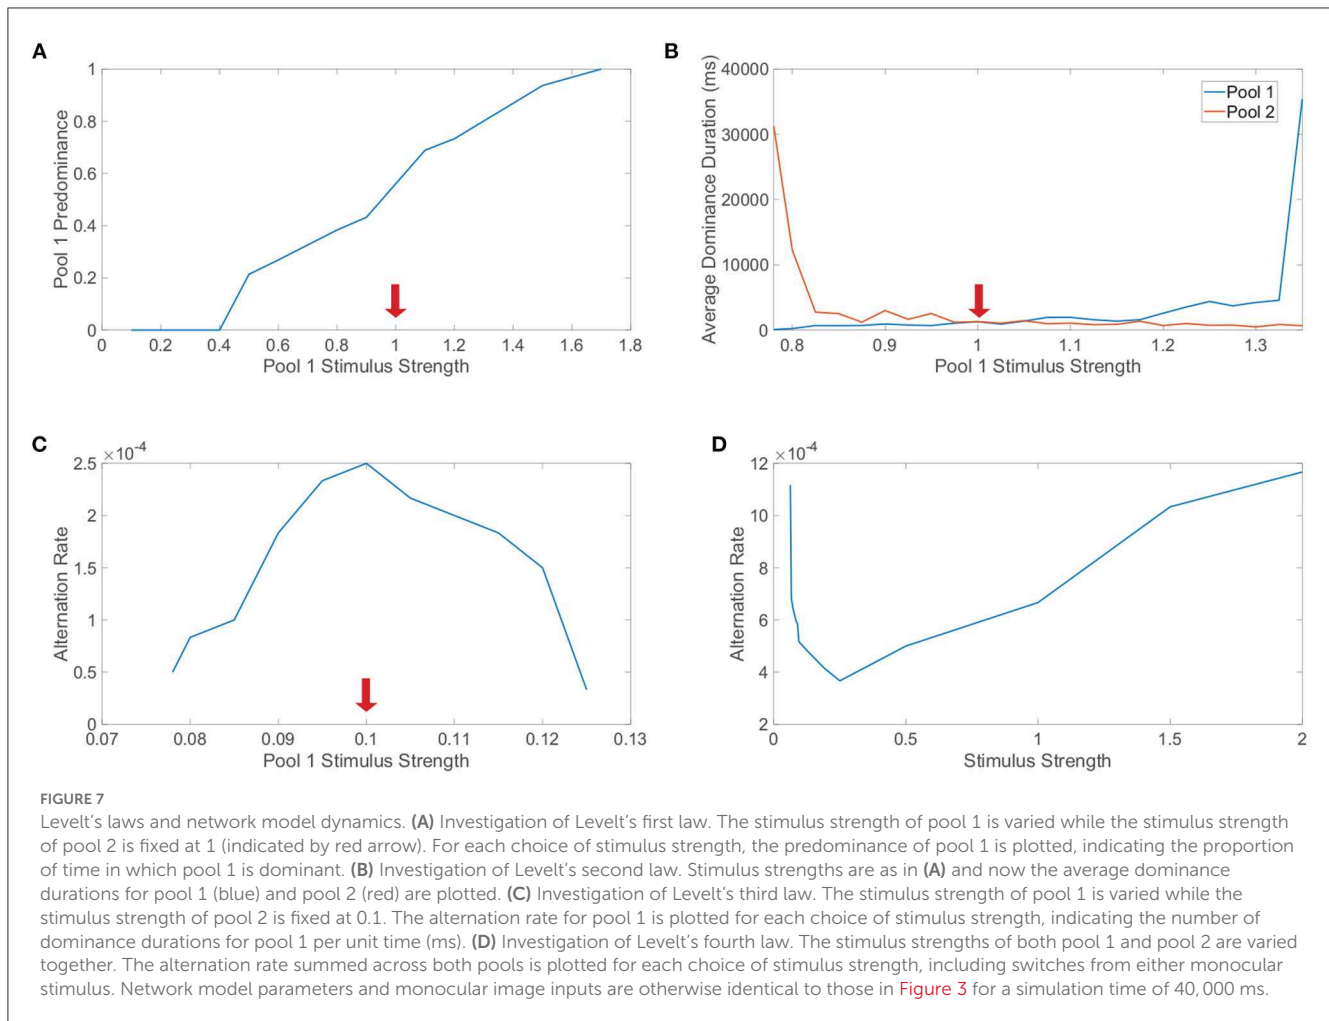 A
Pool 1 Predominance
1
0.8
0.6
0.4
0.2
0
0 0.2 0.4 0.6 0.8 1 1.2 1.4 1.6 1.8
Pool 1 Stimulus Strength
B
Average Dominance Duration (ms)
40000
30000
20000
10000
0
0.8 0.9 1 1.1 1.2 1.3
Pool 1 Stimulus Strength
Pool 1
Pool 2
C
×10-4
Alternation Rate
2.5
2
1.5
1
0.5
0
0.07 0.08 0.09 0.1 0.11 0.12 0.13
Pool 1 Stimulus Strength
D
×10-4
Alternation Rate
12
10
8
6
4
2
0 0.5 1 1.5 2
Stimulus Strength
FIGURE 7
Levelt's laws and network model dynamics. (A) Investigation of Levelt's first law. The stimulus strength of pool 1 is varied while the stimulus strength
of pool 2 is fixed at 1 (indicated by red arrow). For each choice of stimulus strength, the predominance of pool 1 is plotted, indicating the proportion
of time in which pool 1 is dominant. (B) Investigation of Levelt's second law. Stimulus strengths are as in (A) and now the average dominance
durations for pool 1 (blue) and pool 2 (red) are plotted. (C) Investigation of Levelt's third law. The stimulus strength of pool 1 is varied while the
stimulus strength of pool 2 is fixed at 0.1. The alternation rate for pool 1 is plotted for each choice of stimulus strength, indicating the number of
dominance durations for pool 1 per unit time (ms). (D) Investigation of Levelt's fourth law. The stimulus strengths of both pool 1 and pool 2 are varied
together. The alternation rate summed across both pools is plotted for each choice of stimulus strength, including switches from either monocular
stimulus. Network model parameters and monocular image inputs are otherwise identical to those in Figure 3 for a simulation time of 40,000 ms.